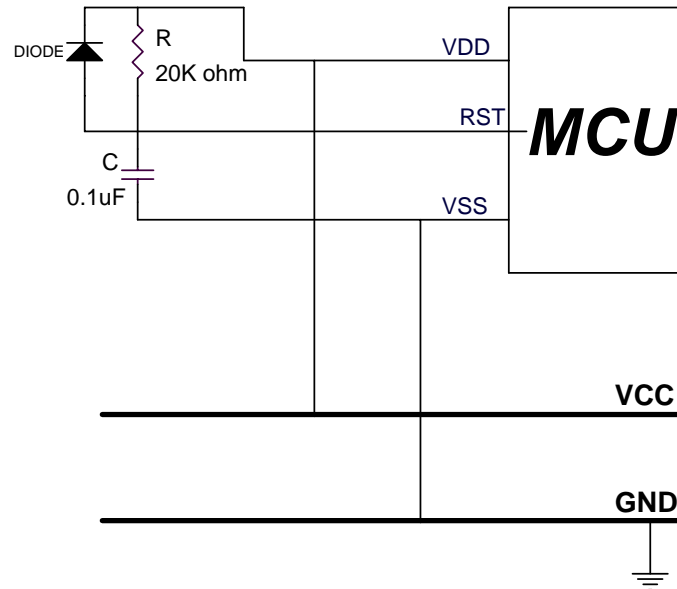 R
DIODE
20K ohm
VDD
RST
MCU
C
0.1uF
VSS
VCC
GND